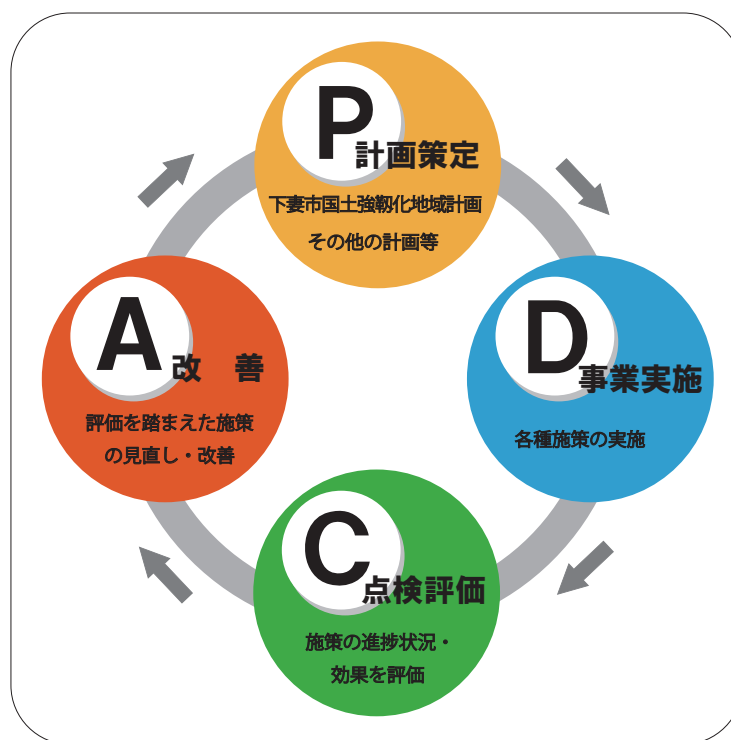 P
計画策定
下妻市国土強靱化地域計画
その他の計画等
D
事業実施
各種施策の実施
C
点検評価
施策の進捗状況・
効果を評価
A
改　善
評価を踏まえた施策
の見直し・改善